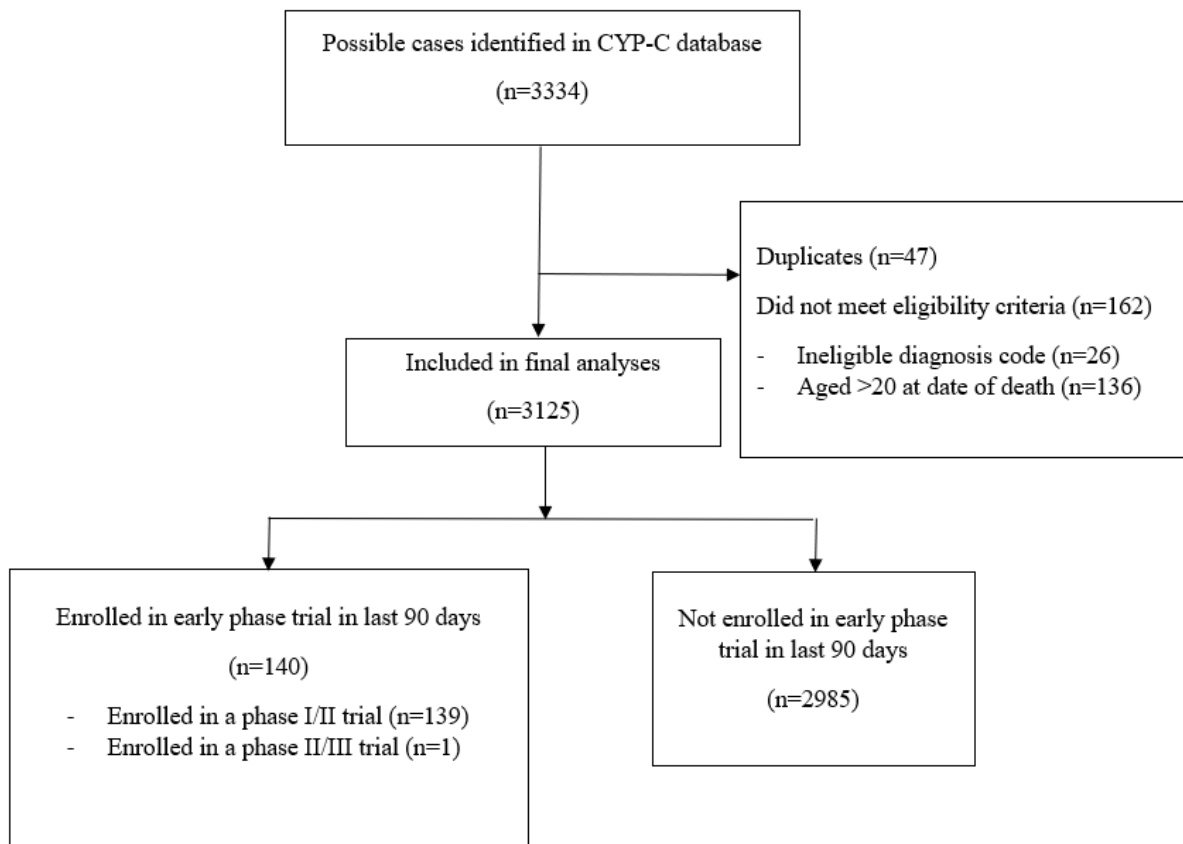 Possible cases identified in CYP-C database
(n=3334)
Duplicates (n=47)
Did not meet eligibility criteria (n=162)
- Ineligible diagnosis code (n=26)
- Aged >20 at date of death (n=136)
Included in final analyses
(n=3125)
Enrolled in early phase trial in last 90 days
(n=140)
- Enrolled in a phase I/II trial (n=139)
- Enrolled in a phase II/III trial (n=1)
Not enrolled in early phase
trial in last 90 days
(n=2985)